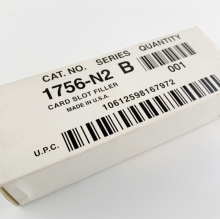 CAT. NO. SERIES QUANTITY
1756-N2 B 001
CARD SLOT FILLER
MADE IN U.S.A.
10612598167972
U.P.C.